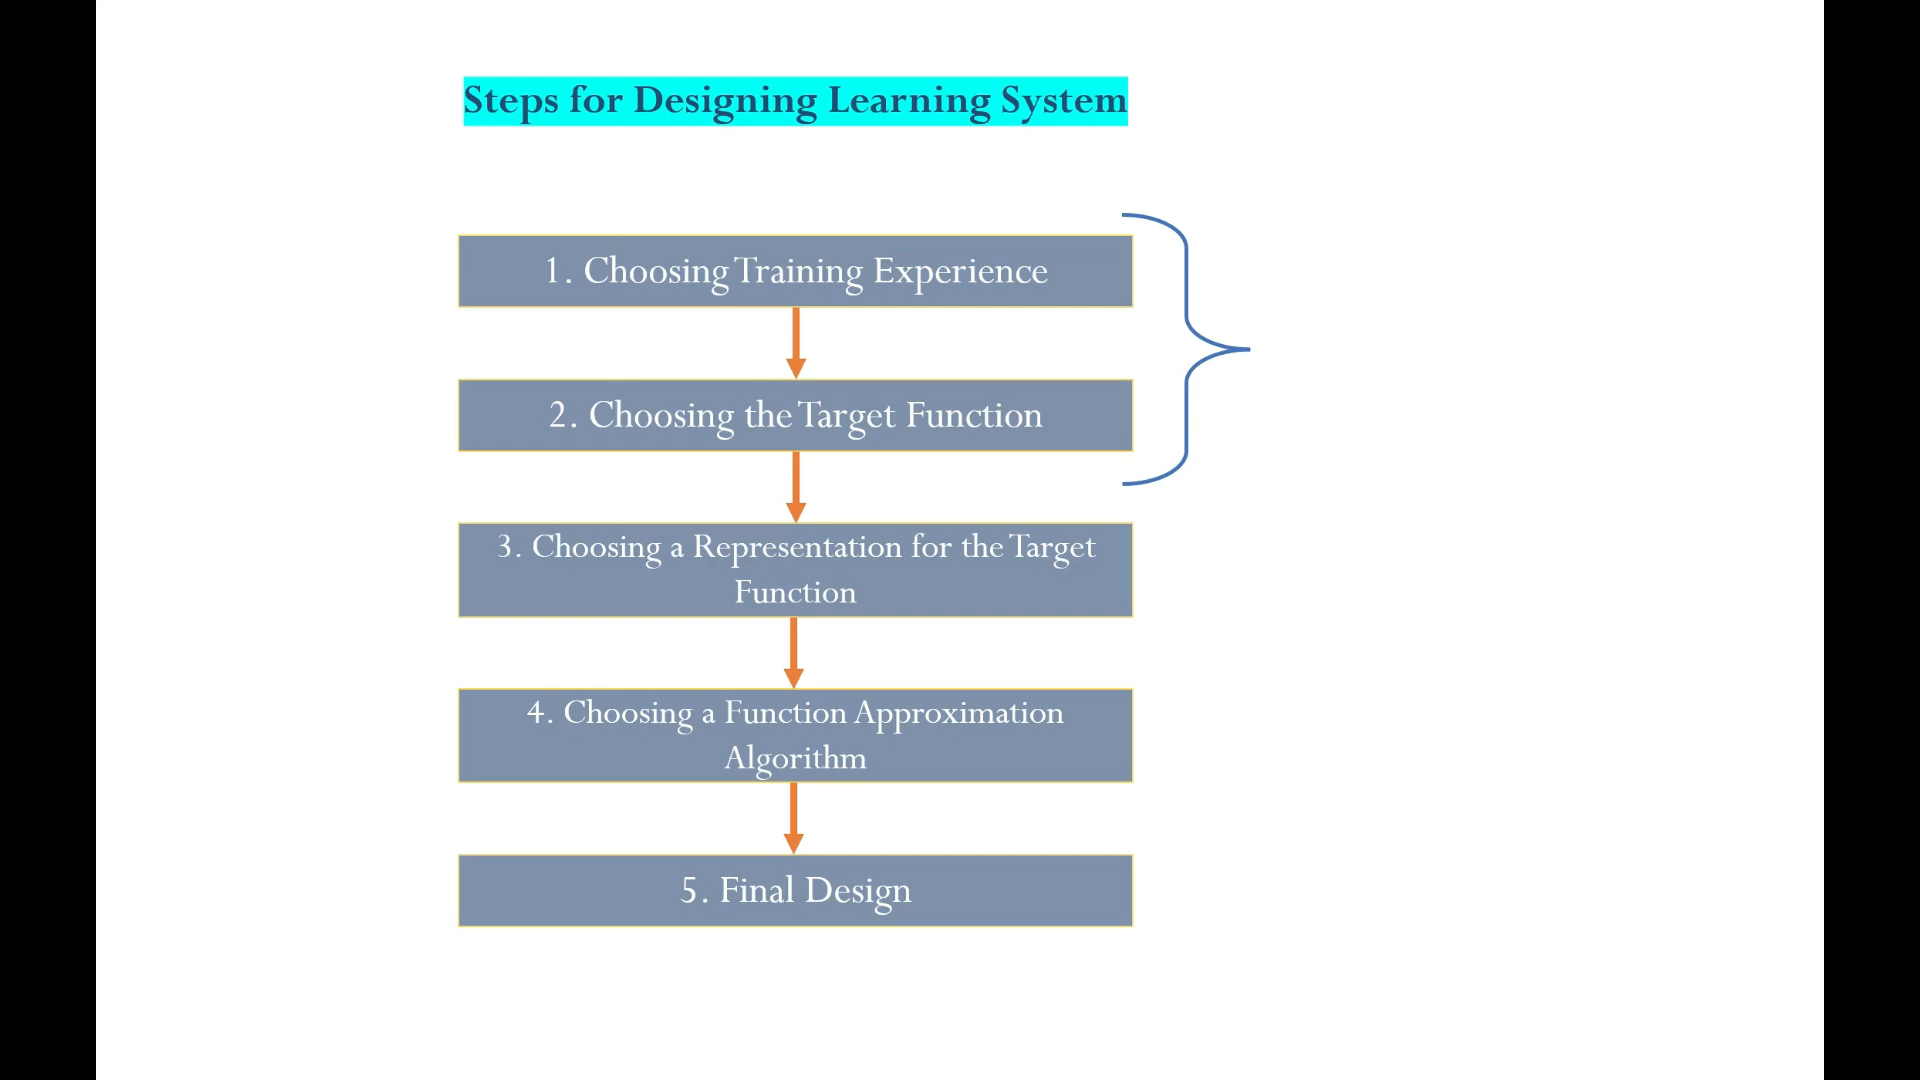 Steps for Designing Learning System
1. Choosing Training Experience
2. Choosing the Target Function
3. Choosing a Representation for the Target
Function
4. Choosing a Function Approximation
Algorithm
5. Final Design